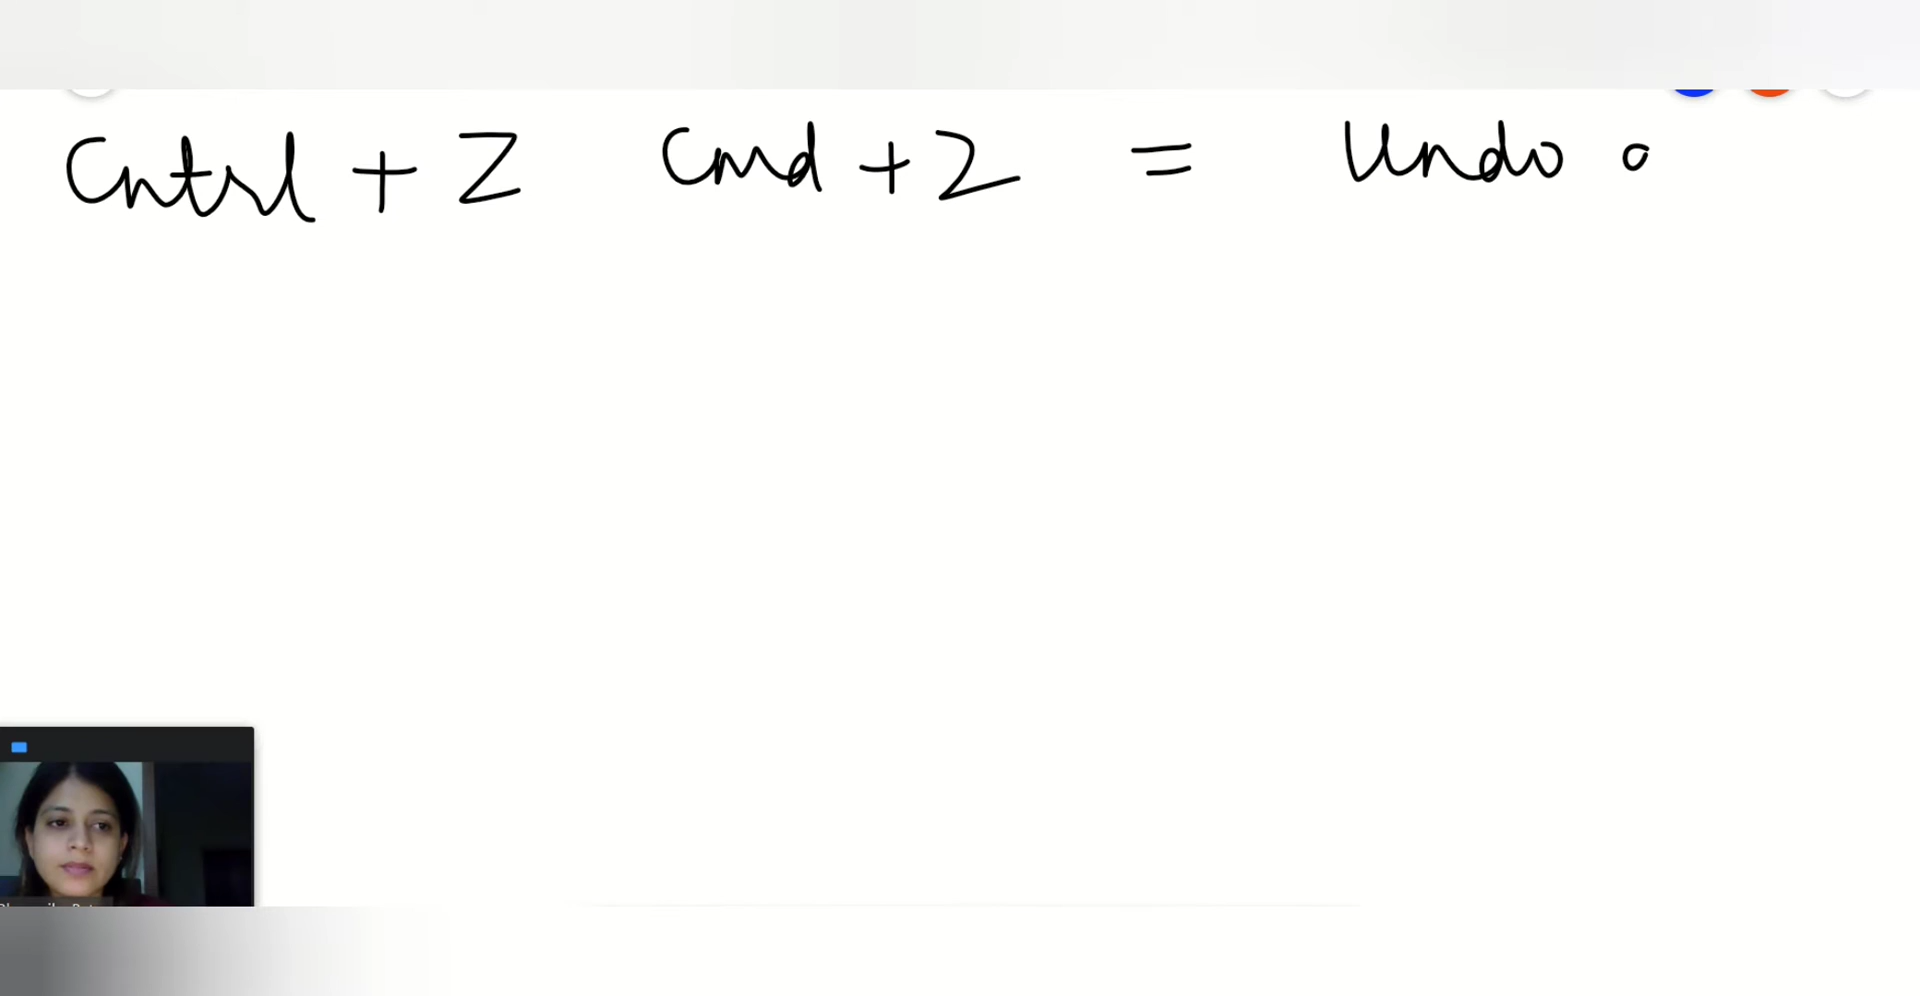 Cntrl + Z Cmd + Z = Undo o